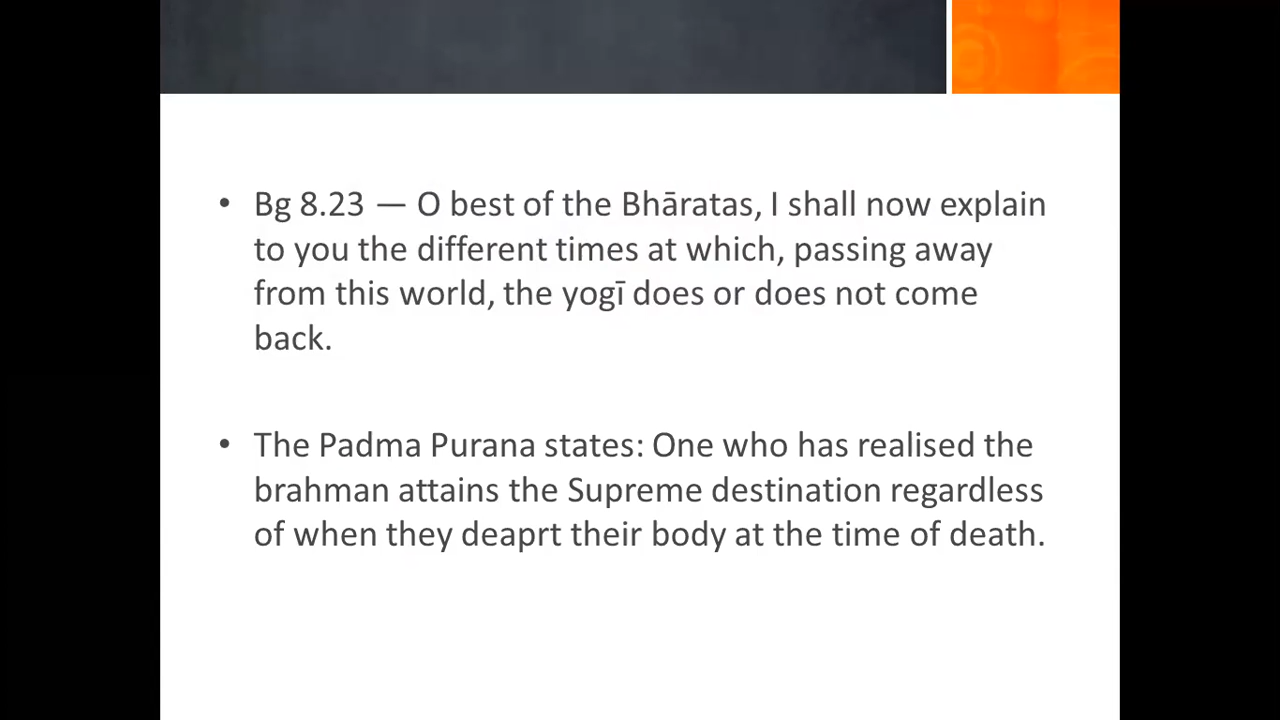 • Bg 8.23 — O best of the Bhāratas, I shall now explain
to you the different times at which, passing away
from this world, the yogī does or does not come
back.
• The Padma Purana states: One who has realised the
brahman attains the Supreme destination regardless
of when they deaprt their body at the time of death.